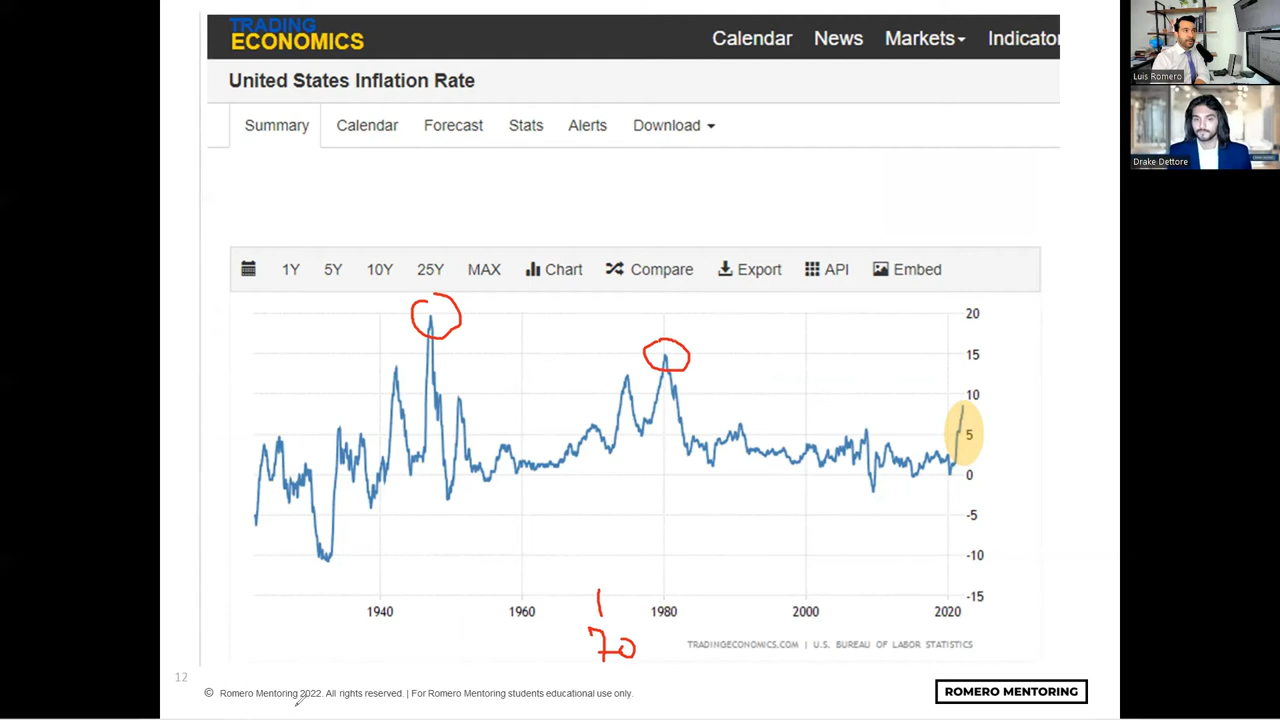 TRADING
ECONOMICS
Calendar News Markets Indicator
United States Inflation Rate
Summary Calendar Forecast Stats Alerts Download
1Y 5Y 10Y 25Y MAX Chart Compare Export API Embed
20
15
10
5
0
-5
-10
-15
1940 1960 1980 2000 2020
70
TRADINGECONOMICS.COM | U.S. BUREAU OF LABOR STATISTICS
12
© Romero Mentoring 2022. All rights reserved. | For Romero Mentoring students educational use only.
ROMERO MENTORING
Luis Romero
Drake Dettore